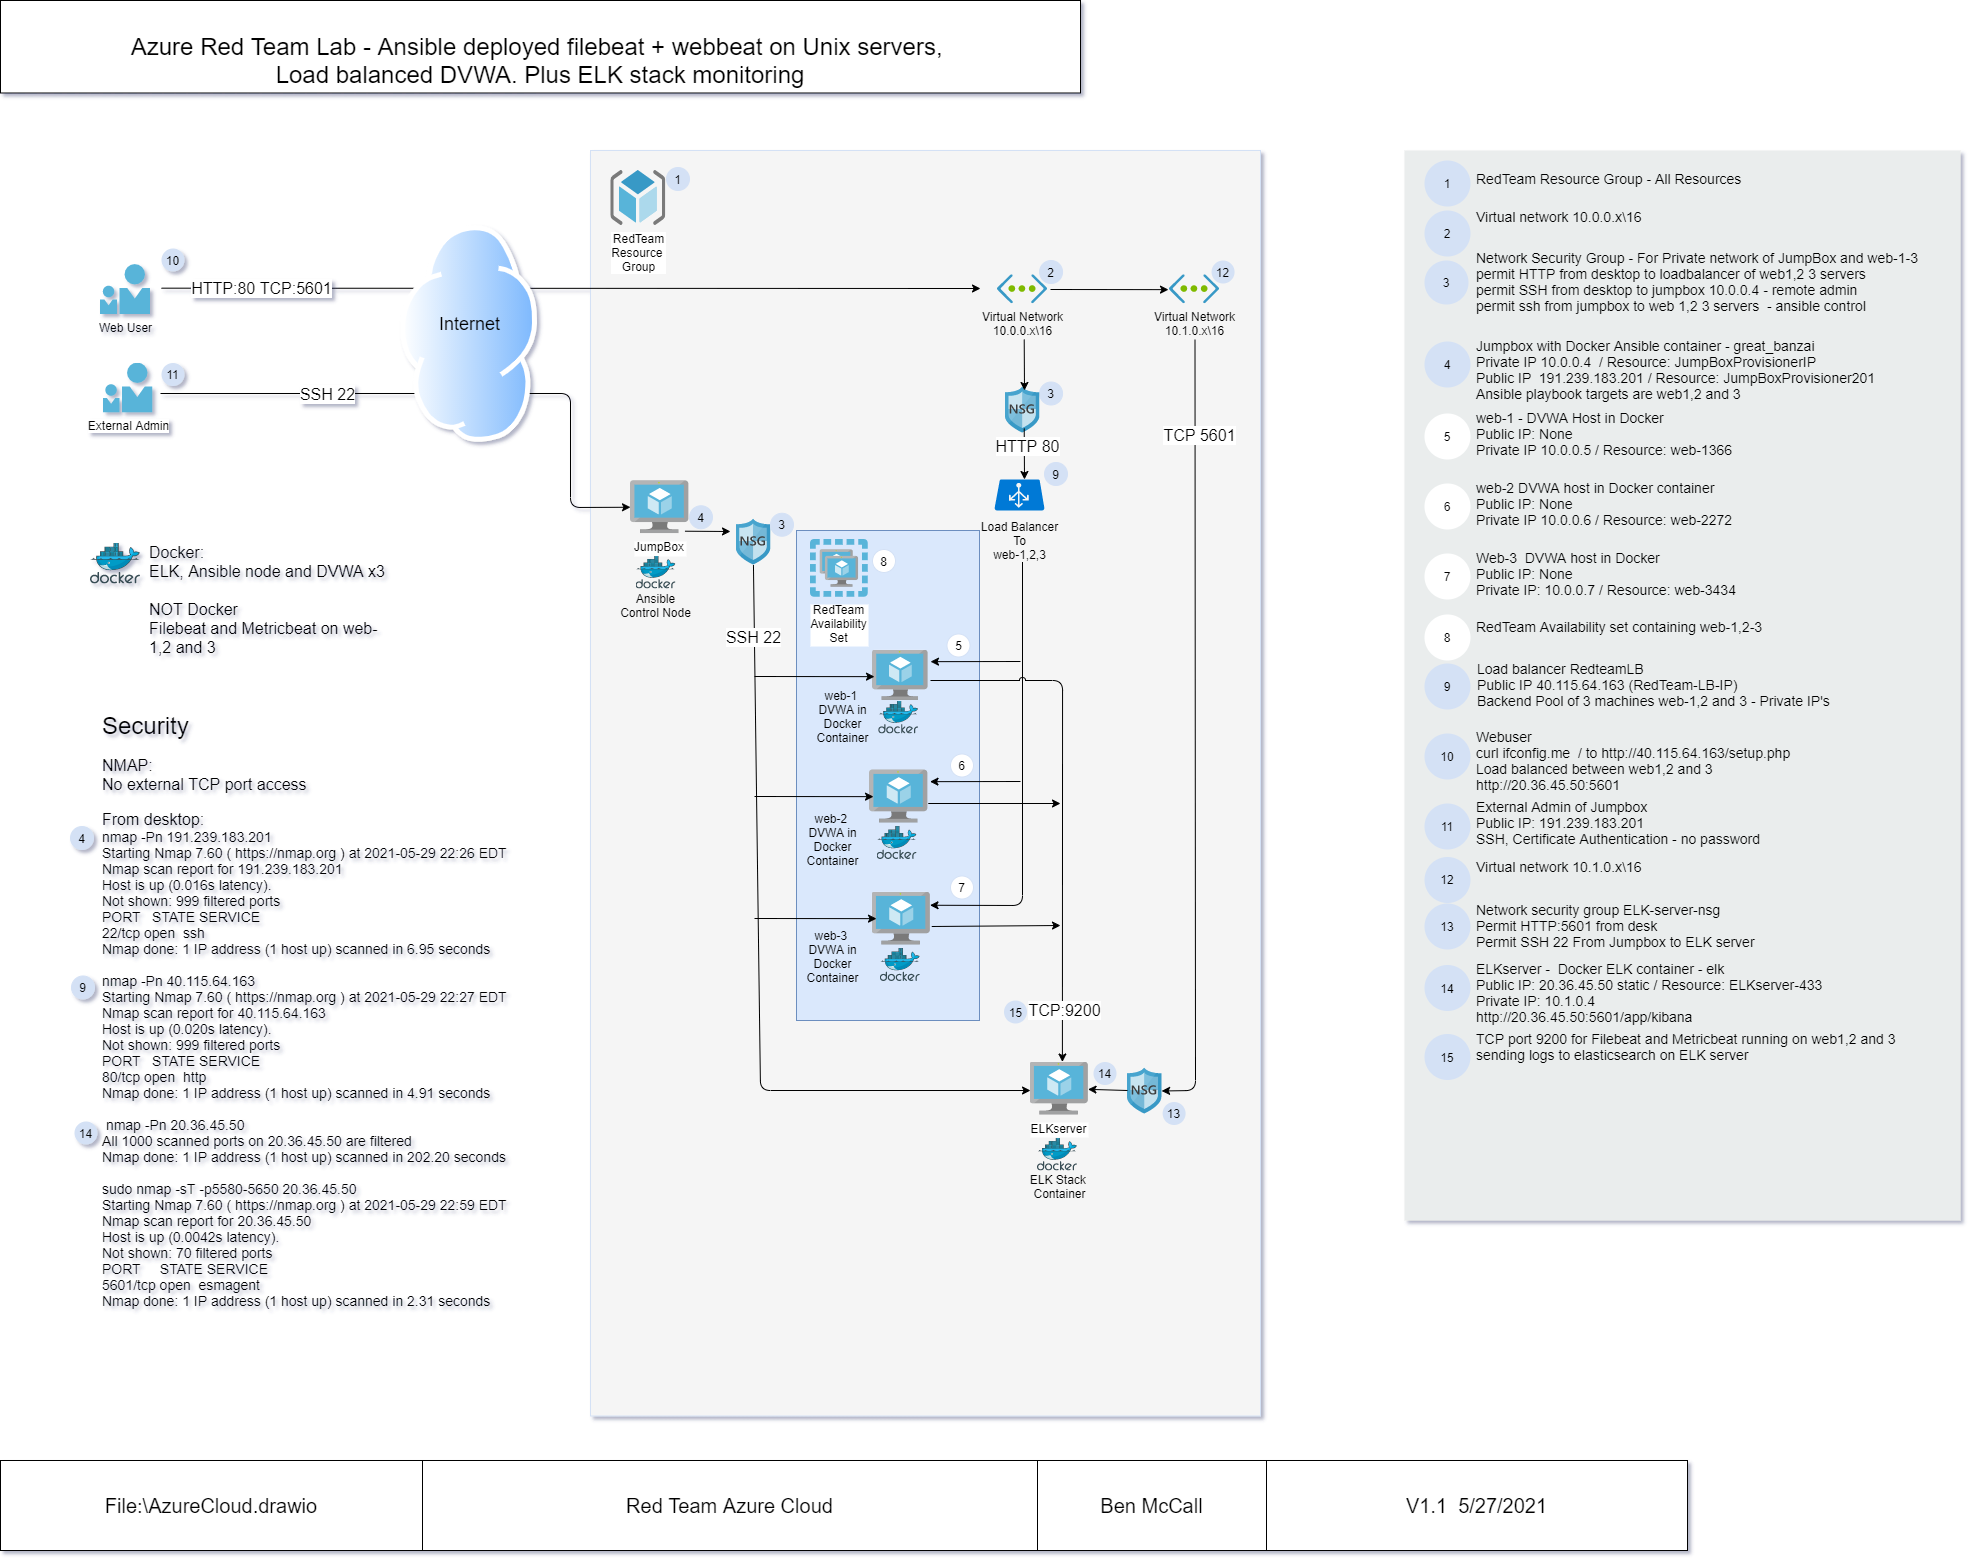 Azure Red Team Lab - Ansible deployed filebeat + webbeat on Unix servers,
Load balanced DVWA. Plus ELK stack monitoring
1
RedTeam
Resource
Group
10
HTTP:80 TCP:5601
Web User
Internet
11
SSH 22
External Admin
2
Virtual Network
10.0.0.x\16
12
Virtual Network
10.1.0.x\16
NSG
3
HTTP 80
TCP 5601
9
Load Balancer
To
web-1,2,3
4
JumpBox
docker
Ansible
Control Node
NSG
3
SSH 22
8
RedTeam
Availability
Set
5
web-1
DVWA in
Docker
Container
docker
6
web-2
DVWA in
Docker
Container
docker
7
web-3
DVWA in
Docker
Container
docker
15
TCP:9200
14
NSG
13
ELKserver
docker
ELK Stack
Container
docker
Docker:
ELK, Ansible node and DVWA x3
NOT Docker
Filebeat and Metricbeat on web-
1,2 and 3
Security
NMAP:
No external TCP port access
From desktop:
4
nmap -Pn 191.239.183.201
Starting Nmap 7.60 ( https://nmap.org ) at 2021-05-29 22:26 EDT
Nmap scan report for 191.239.183.201
Host is up (0.016s latency).
Not shown: 999 filtered ports
PORT   STATE SERVICE
22/tcp open  ssh
Nmap done: 1 IP address (1 host up) scanned in 6.95 seconds
9
nmap -Pn 40.115.64.163
Starting Nmap 7.60 ( https://nmap.org ) at 2021-05-29 22:27 EDT
Nmap scan report for 40.115.64.163
Host is up (0.020s latency).
Not shown: 999 filtered ports
PORT   STATE SERVICE
80/tcp open  http
Nmap done: 1 IP address (1 host up) scanned in 4.91 seconds
14
nmap -Pn 20.36.45.50
All 1000 scanned ports on 20.36.45.50 are filtered
Nmap done: 1 IP address (1 host up) scanned in 202.20 seconds
sudo nmap -sT -p5580-5650 20.36.45.50
Starting Nmap 7.60 ( https://nmap.org ) at 2021-05-29 22:59 EDT
Nmap scan report for 20.36.45.50
Host is up (0.0042s latency).
Not shown: 70 filtered ports
PORT     STATE SERVICE
5601/tcp open  esmagent
Nmap done: 1 IP address (1 host up) scanned in 2.31 seconds
1
RedTeam Resource Group - All Resources
2
Virtual network 10.0.0.x\16
3
Network Security Group - For Private network of JumpBox and web-1-3
permit HTTP from desktop to loadbalancer of web1,2 3 servers
permit SSH from desktop to jumpbox 10.0.0.4 - remote admin
permit ssh from jumpbox to web 1,2 3 servers  - ansible control
4
Jumpbox with Docker Ansible container - great_banzai
Private IP 10.0.0.4  / Resource: JumpBoxProvisionerIP
Public IP  191.239.183.201 / Resource: JumpBoxProvisioner201
Ansible playbook targets are web1,2 and 3
5
web-1 - DVWA Host in Docker
Public IP: None
Private IP 10.0.0.5 / Resource: web-1366
6
web-2 DVWA host in Docker container
Public IP: None
Private IP 10.0.0.6 / Resource: web-2272
7
Web-3  DVWA host in Docker
Public IP: None
Private IP: 10.0.0.7 / Resource: web-3434
8
RedTeam Availability set containing web-1,2-3
9
Load balancer RedteamLB
Public IP 40.115.64.163 (RedTeam-LB-IP)
Backend Pool of 3 machines web-1,2 and 3 - Private IP's
10
Webuser
curl ifconfig.me  / to http://40.115.64.163/setup.php
Load balanced between web1,2 and 3
http://20.36.45.50:5601
11
External Admin of Jumpbox
Public IP: 191.239.183.201
SSH, Certificate Authentication - no password
12
Virtual network 10.1.0.x\16
13
Network security group ELK-server-nsg
Permit HTTP:5601 from desk
Permit SSH 22 From Jumpbox to ELK server
14
ELKserver -  Docker ELK container - elk
Public IP: 20.36.45.50 static / Resource: ELKserver-433
Private IP: 10.1.0.4
http://20.36.45.50:5601/app/kibana
15
TCP port 9200 for Filebeat and Metricbeat running on web1,2 and 3
sending logs to elasticsearch on ELK server
File:\AzureCloud.drawio
Red Team Azure Cloud
Ben McCall
V1.1  5/27/2021